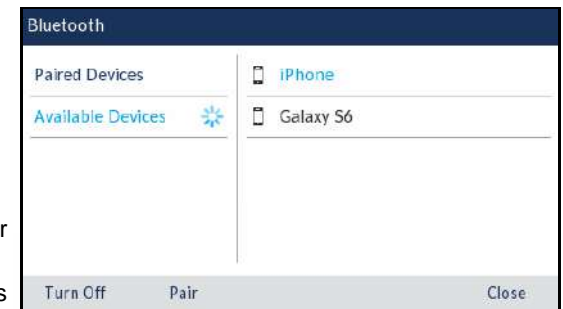 Bluetooth
Paired Devices
Available Devices
iPhone
Galaxy S6
r
s
Turn Off Pair Close